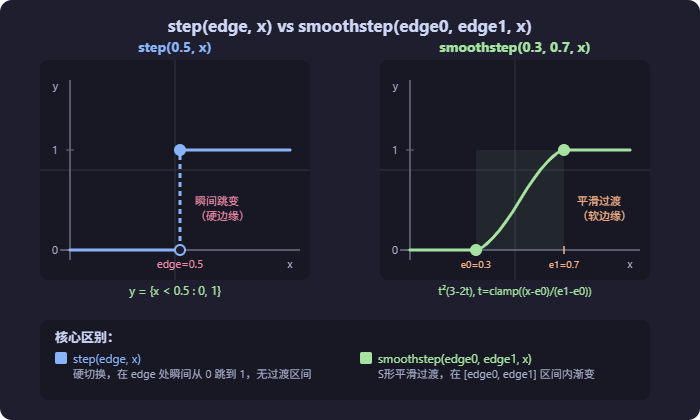 step(edge, x) vs smoothstep(edge0, edge1, x)
step(0.5, x)
y
1
0
瞬间跳变
（硬边缘）
edge=0.5
x
y = {x < 0.5 : 0, 1}
smoothstep(0.3, 0.7, x)
y
1
0
平滑过渡
（软边缘）
e0=0.3
e1=0.7
x
t²(3-2t), t=clamp((x-e0)/(e1-e0))
核心区别：
step(edge, x)
硬切换，在 edge 处瞬间从 0 跳到 1，无过渡区间
smoothstep(edge0, edge1, x)
S形平滑过渡，在 [edge0, edge1] 区间内渐变